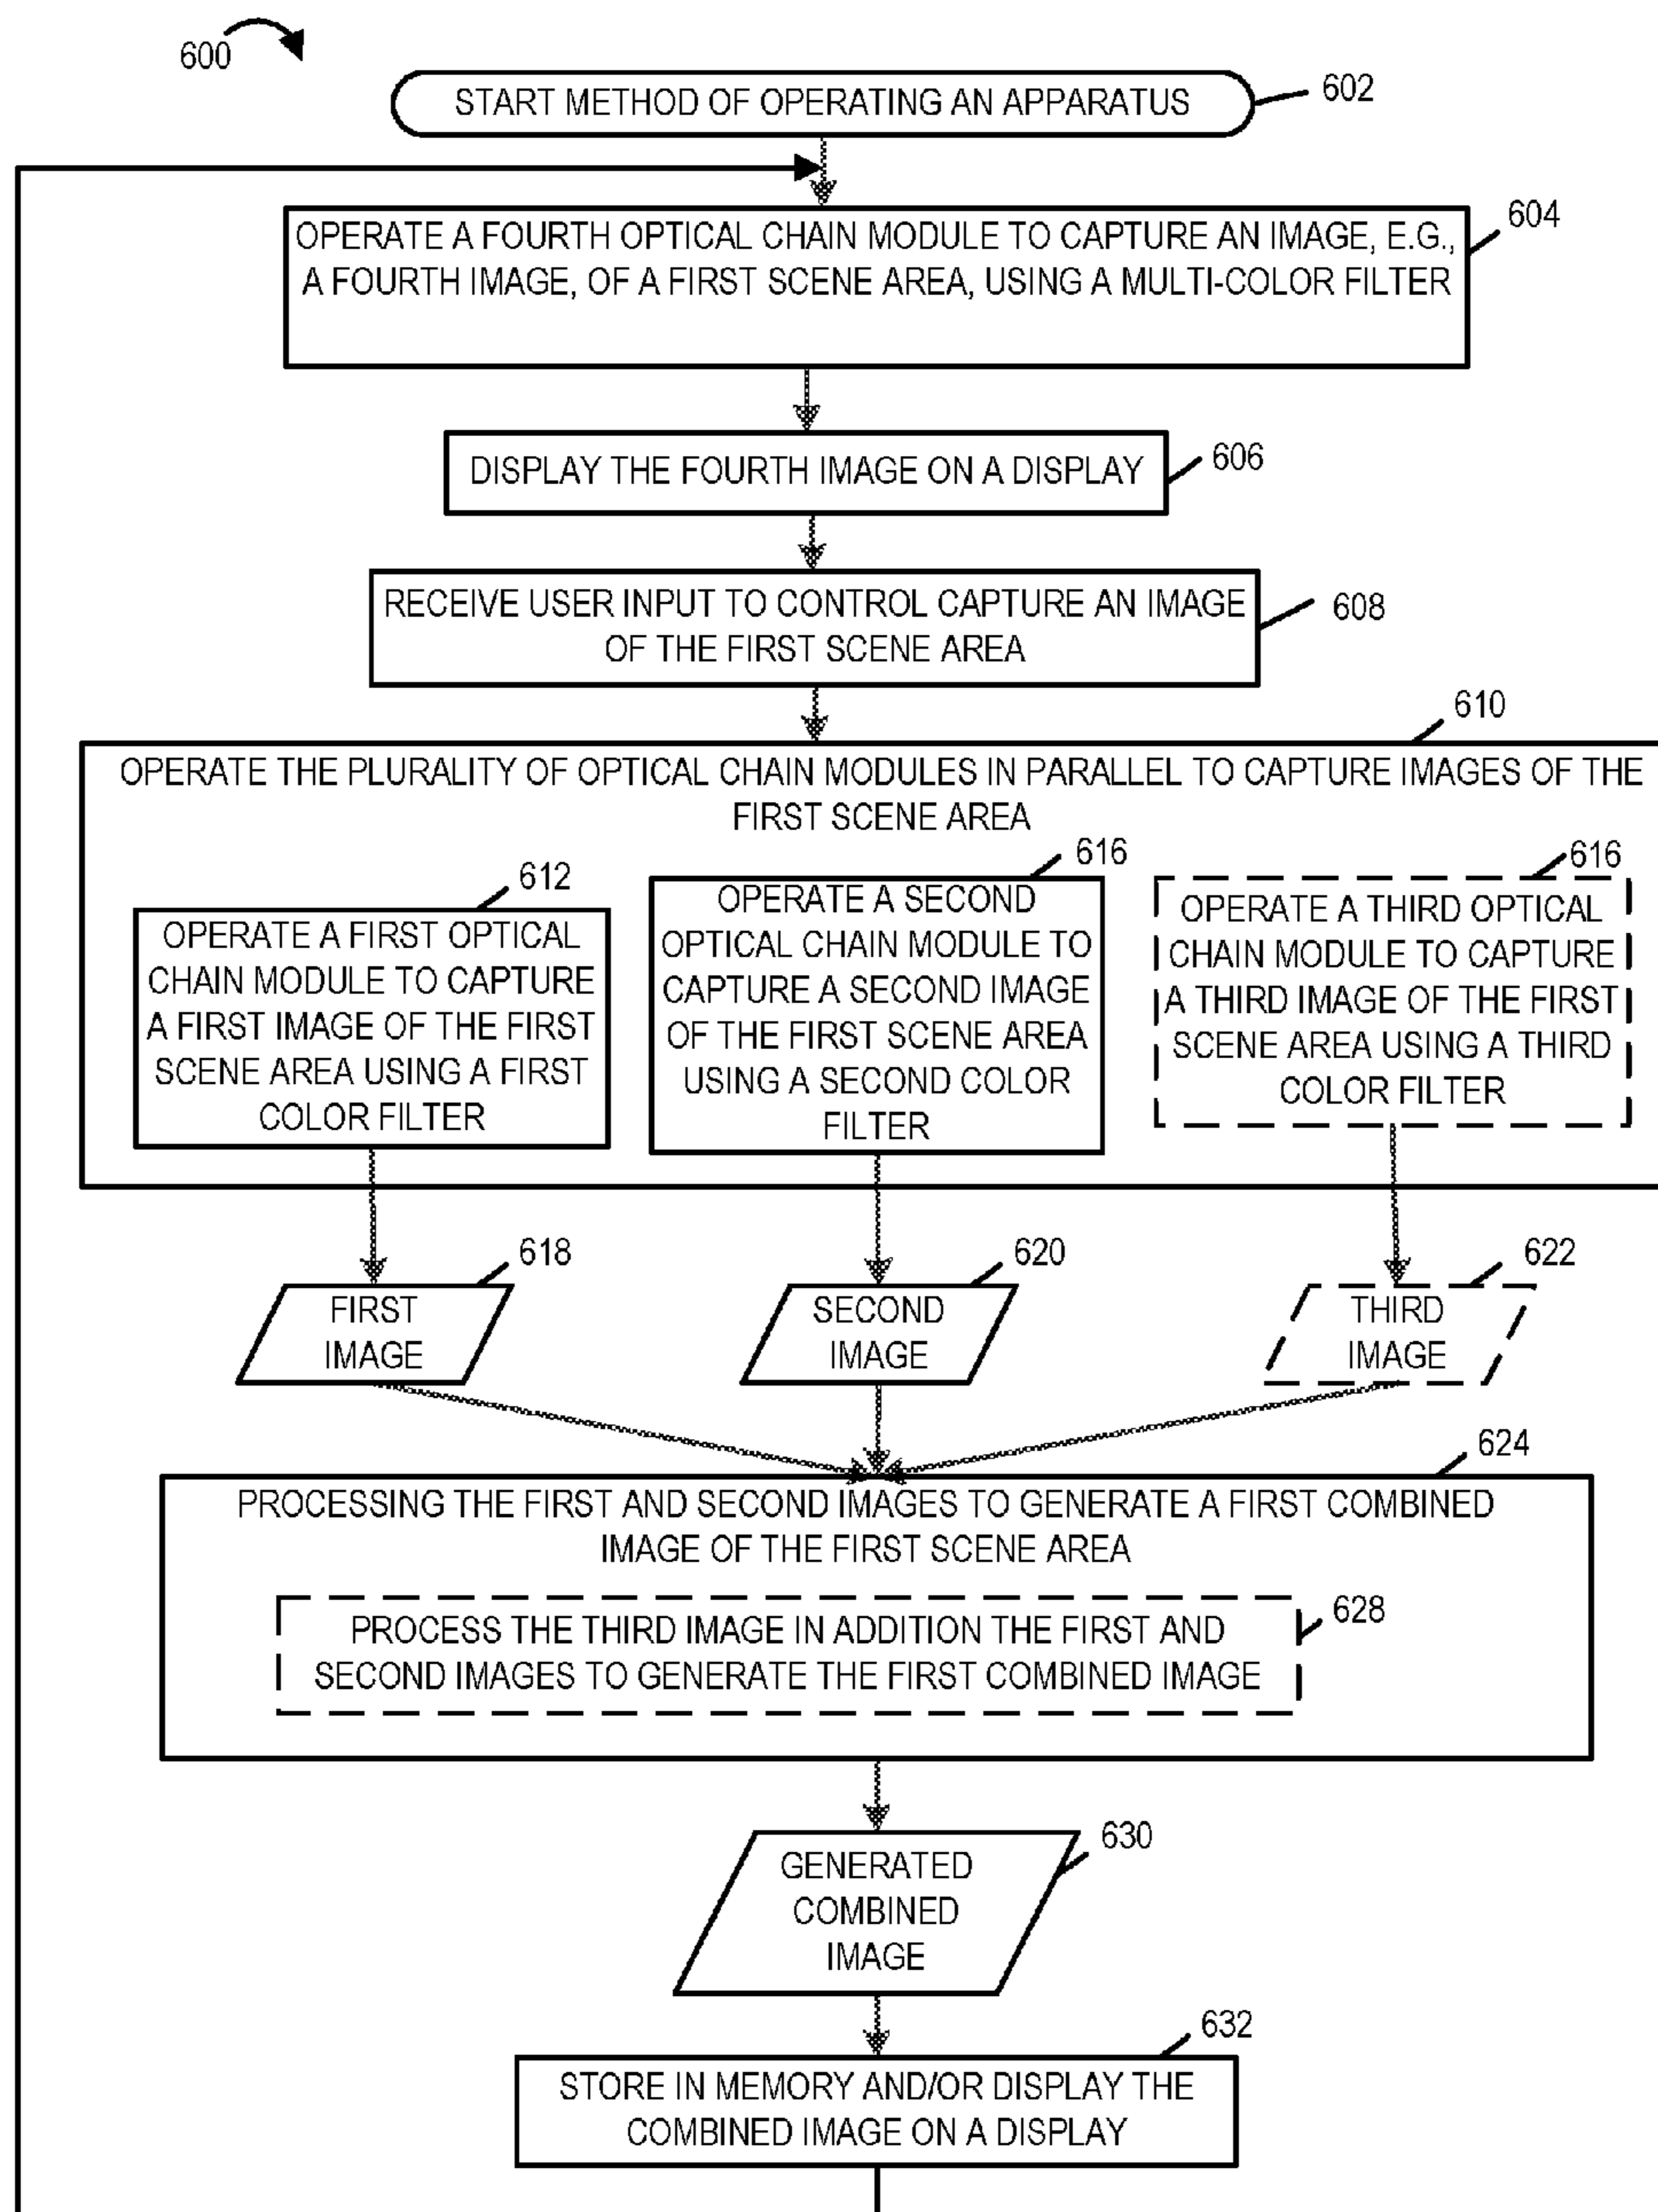 600
START METHOD OF OPERATING AN APPARATUS
602
OPERATE A FOURTH OPTICAL CHAIN MODULE TO CAPTURE AN IMAGE, E.G.,
A FOURTH IMAGE, OF A FIRST SCENE AREA, USING A MULTI-COLOR FILTER
604
DISPLAY THE FOURTH IMAGE ON A DISPLAY
606
RECEIVE USER INPUT TO CONTROL CAPTURE AN IMAGE
OF THE FIRST SCENE AREA
608
610
OPERATE THE PLURALITY OF OPTICAL CHAIN MODULES IN PARALLEL TO CAPTURE IMAGES OF THE
FIRST SCENE AREA
612
OPERATE A FIRST OPTICAL
CHAIN MODULE TO CAPTURE
A FIRST IMAGE OF THE FIRST
SCENE AREA USING A FIRST
COLOR FILTER
616
OPERATE A SECOND
OPTICAL CHAIN MODULE TO
CAPTURE A SECOND IMAGE
OF THE FIRST SCENE AREA
USING A SECOND COLOR
FILTER
616
OPERATE A THIRD OPTICAL
CHAIN MODULE TO CAPTURE
A THIRD IMAGE OF THE FIRST
SCENE AREA USING A THIRD
COLOR FILTER
618
FIRST
IMAGE
620
SECOND
IMAGE
622
THIRD
IMAGE
624
PROCESSING THE FIRST AND SECOND IMAGES TO GENERATE A FIRST COMBINED
IMAGE OF THE FIRST SCENE AREA
PROCESS THE THIRD IMAGE IN ADDITION THE FIRST AND
SECOND IMAGES TO GENERATE THE FIRST COMBINED IMAGE
628
GENERATED
COMBINED
IMAGE
630
632
STORE IN MEMORY AND/OR DISPLAY THE
COMBINED IMAGE ON A DISPLAY